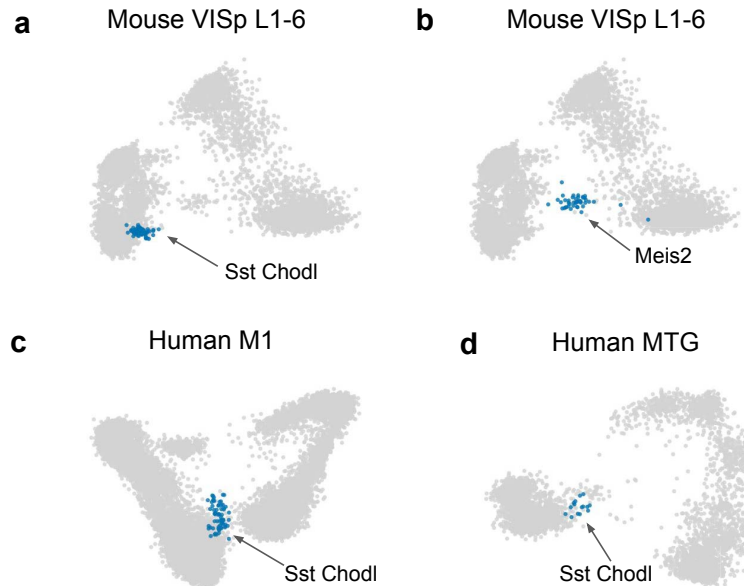 a Mouse VISp L1-6
b Mouse VISp L1-6
Sst Chodl
Meis2
c Human M1
d Human MTG
Sst Chodl
Sst Chodl